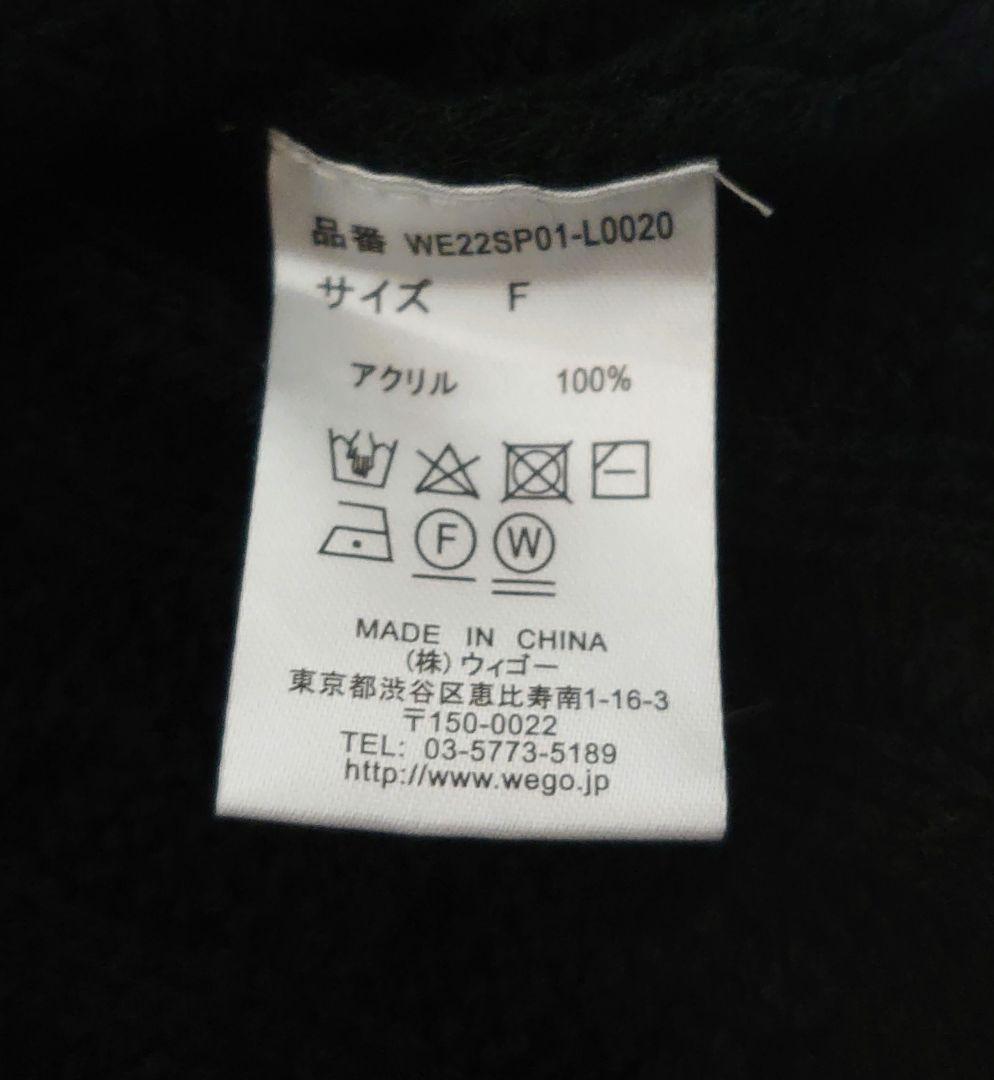 品番 WE22SP01-L0020
サイズ F
アクリル 100%
F W
MADE IN CHINA
(株)ウィゴー
東京都渋谷区恵比寿南1-16-3
〒150-0022
TEL: 03-5773-5189
http://www.wego.jp